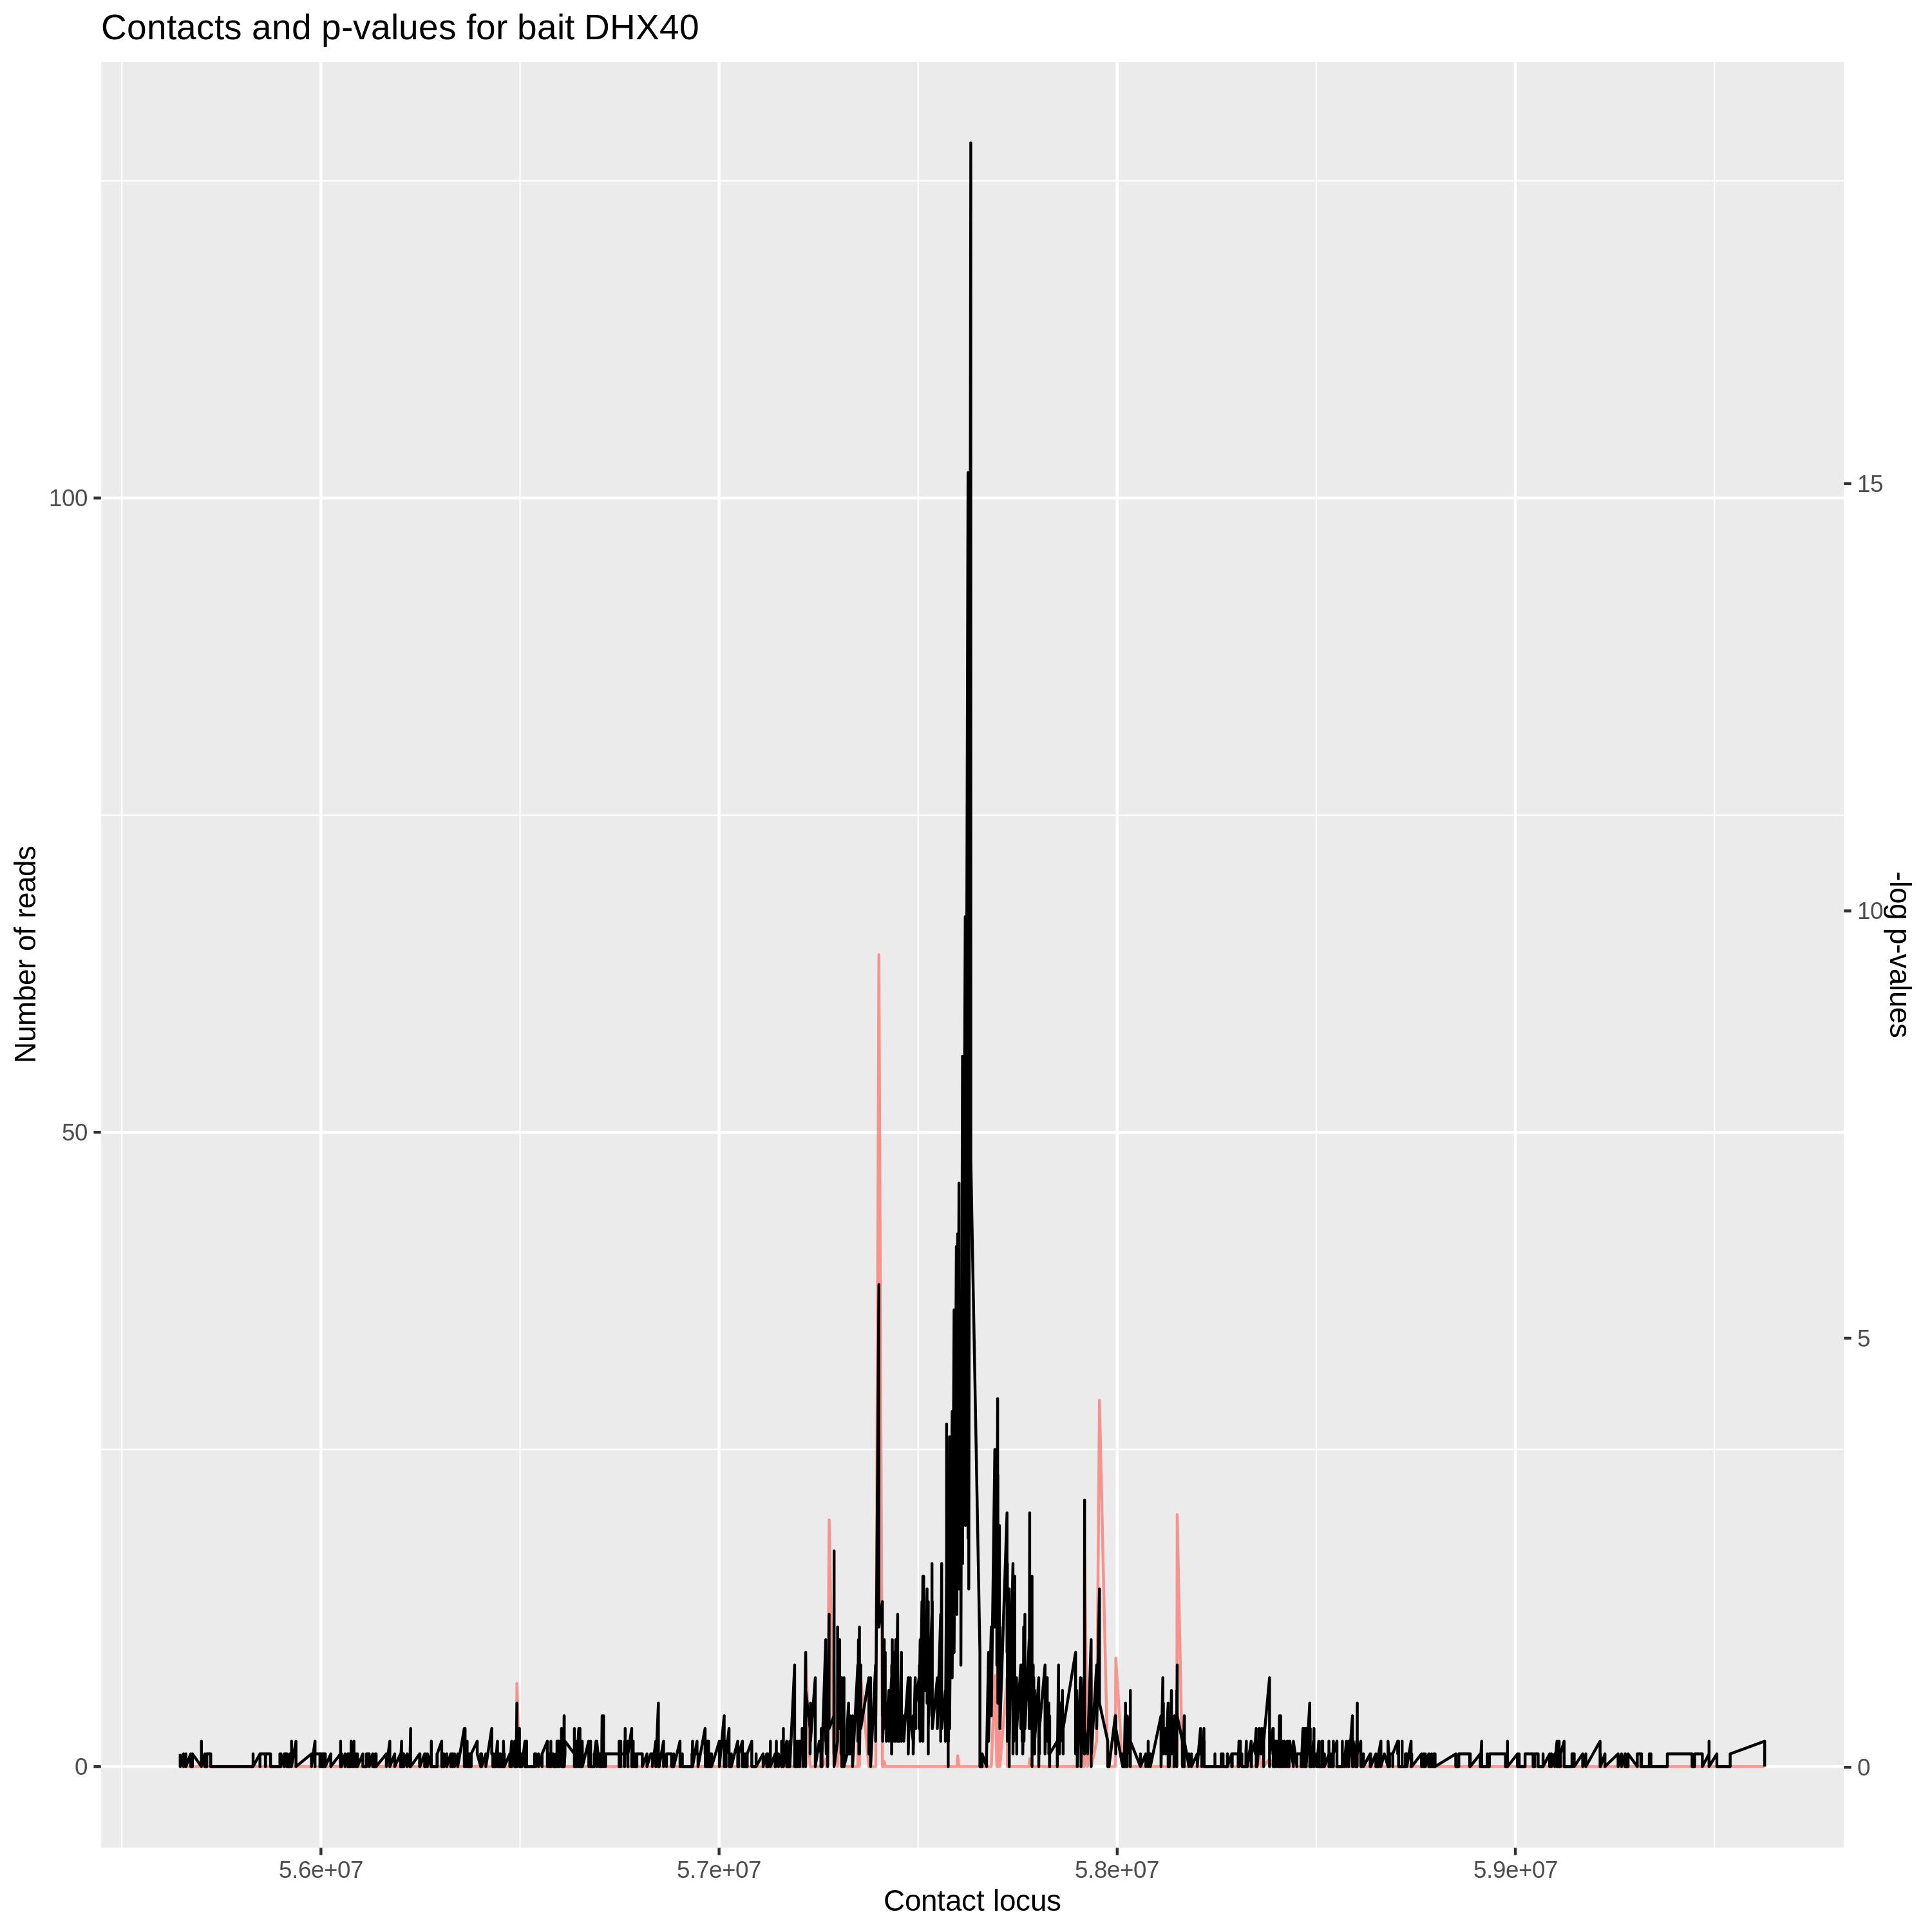 Contacts and p-values for bait DHX40
Number of reads
100
50
0
15
10
5
0
-log p-values
5.6e+07
5.7e+07
5.8e+07
5.9e+07
Contact locus